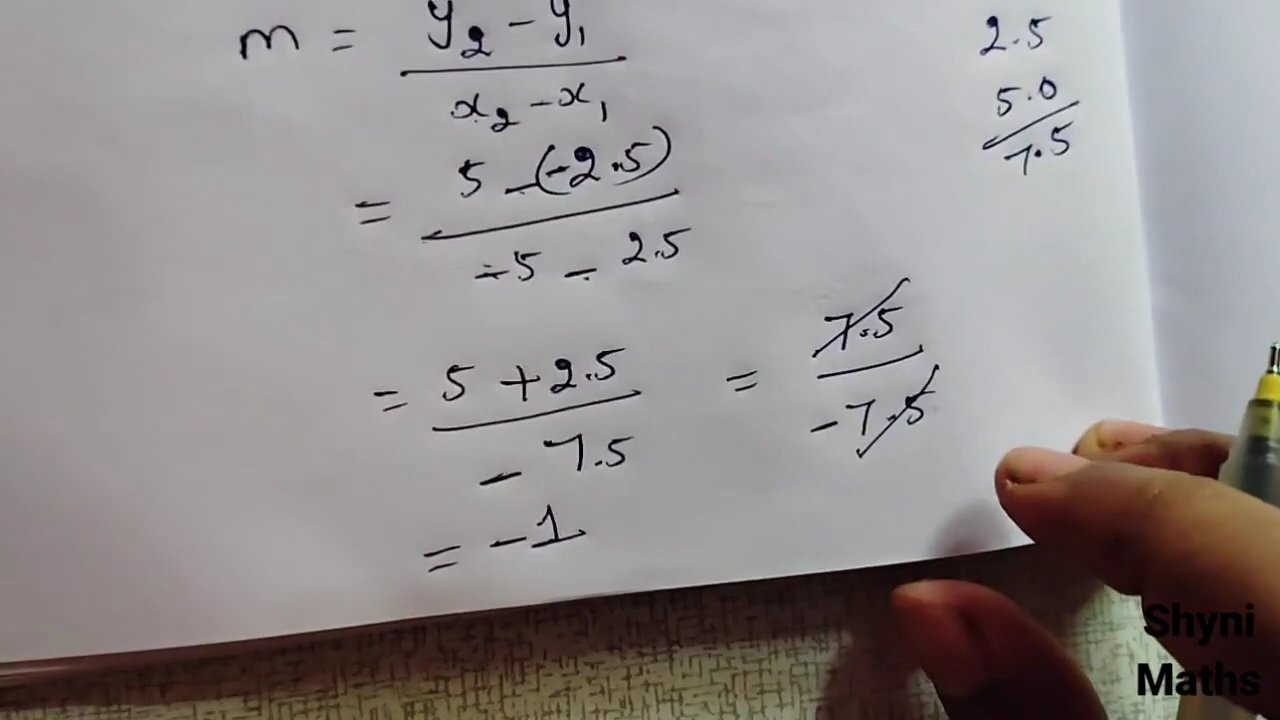 m = y₂ - y₁
x₂ - x₁
= 5 - (-2.5)
-5 - 2.5
= 5 + 2.5 = 7.5
- 7.5 - 7.5
= -1
2.5
5.0
7.5
Shyni
Maths